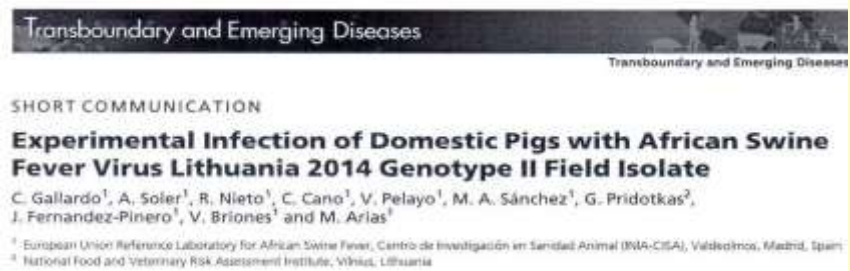 Transboundary and Emerging Diseases
Transboundary and Emerging Diseases
SHORT COMMUNICATION
Experimental Infection of Domestic Pigs with African Swine
Fever Virus Lithuania 2014 Genotype II Field Isolate
C. Gallardo¹, A. Soler¹, R. Nieto¹, C. Cano¹, V. Pelayo¹, M. A. Sánchez¹, G. Pridotkas²,
J. Fernandez-Pinero¹, V. Briones¹ and M. Arias¹
¹ European Union Reference Laboratory for African Swine Fever, Centro de Investigación en Sanidad Animal (INIA-CISA), Valdeolmos, Madrid, Spain
² National Food and Veterinary Risk Assessment Institute, Vilnius, Lithuania